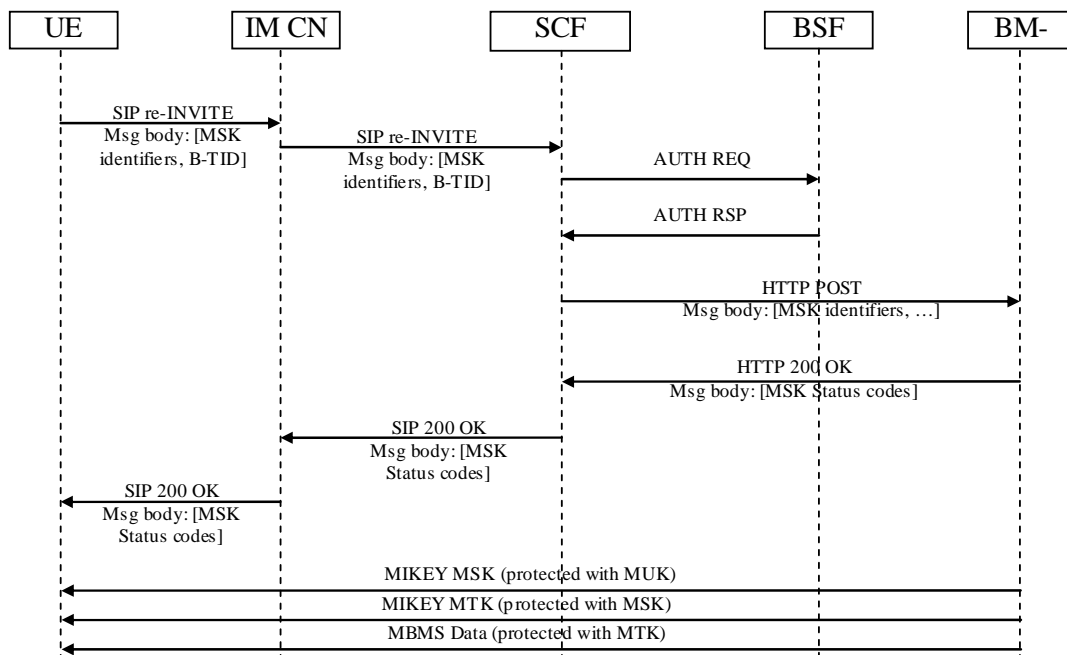 UE
IM CN
SCF
BSF
BM-
SIP re-INVITE
Msg body: [MSK
identifiers, B-TID]
SIP re-INVITE
Msg body: [MSK
identifiers, B-TID]
AUTH REQ
AUTH RSP
HTTP POST
Msg body: [MSK identifiers, …]
HTTP 200 OK
Msg body: [MSK Status codes]
SIP 200 OK
Msg body: [MSK
Status codes]
SIP 200 OK
Msg body: [MSK
Status codes]
MIKEY MSK (protected with MUK)
MIKEY MTK (protected with MSK)
MBMS Data (protected with MTK)